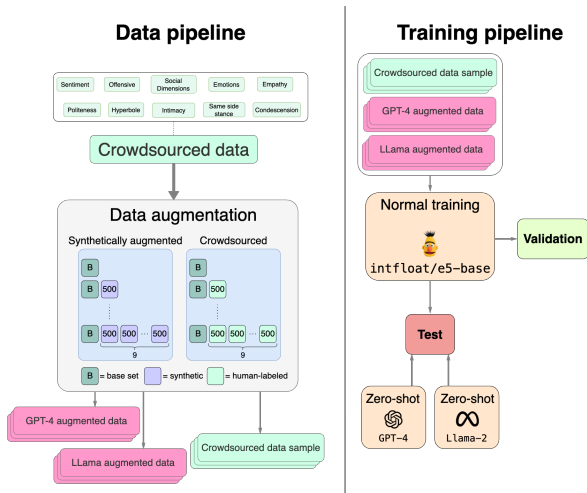 Data pipeline
Sentiment
Offensive
Social
Dimensions
Emotions
Empathy
Politeness
Hyperbole
Intimacy
Same side
stance
Condescension
Crowdsourced data
Data augmentation
Synthetically augmented
Crowdsourced
B
B
B 500
B 500
B 500 500 ... 500
B 500 500 ... 500
9
9
B = base set
= synthetic
= human-labeled
GPT-4 augmented data
LLama augmented data
Crowdsourced data sample
Training pipeline
Crowdsourced data sample
GPT-4 augmented data
LLama augmented data
Normal training
intfloat/e5-base
Validation
Test
Zero-shot
GPT-4
Zero-shot
Llama-2